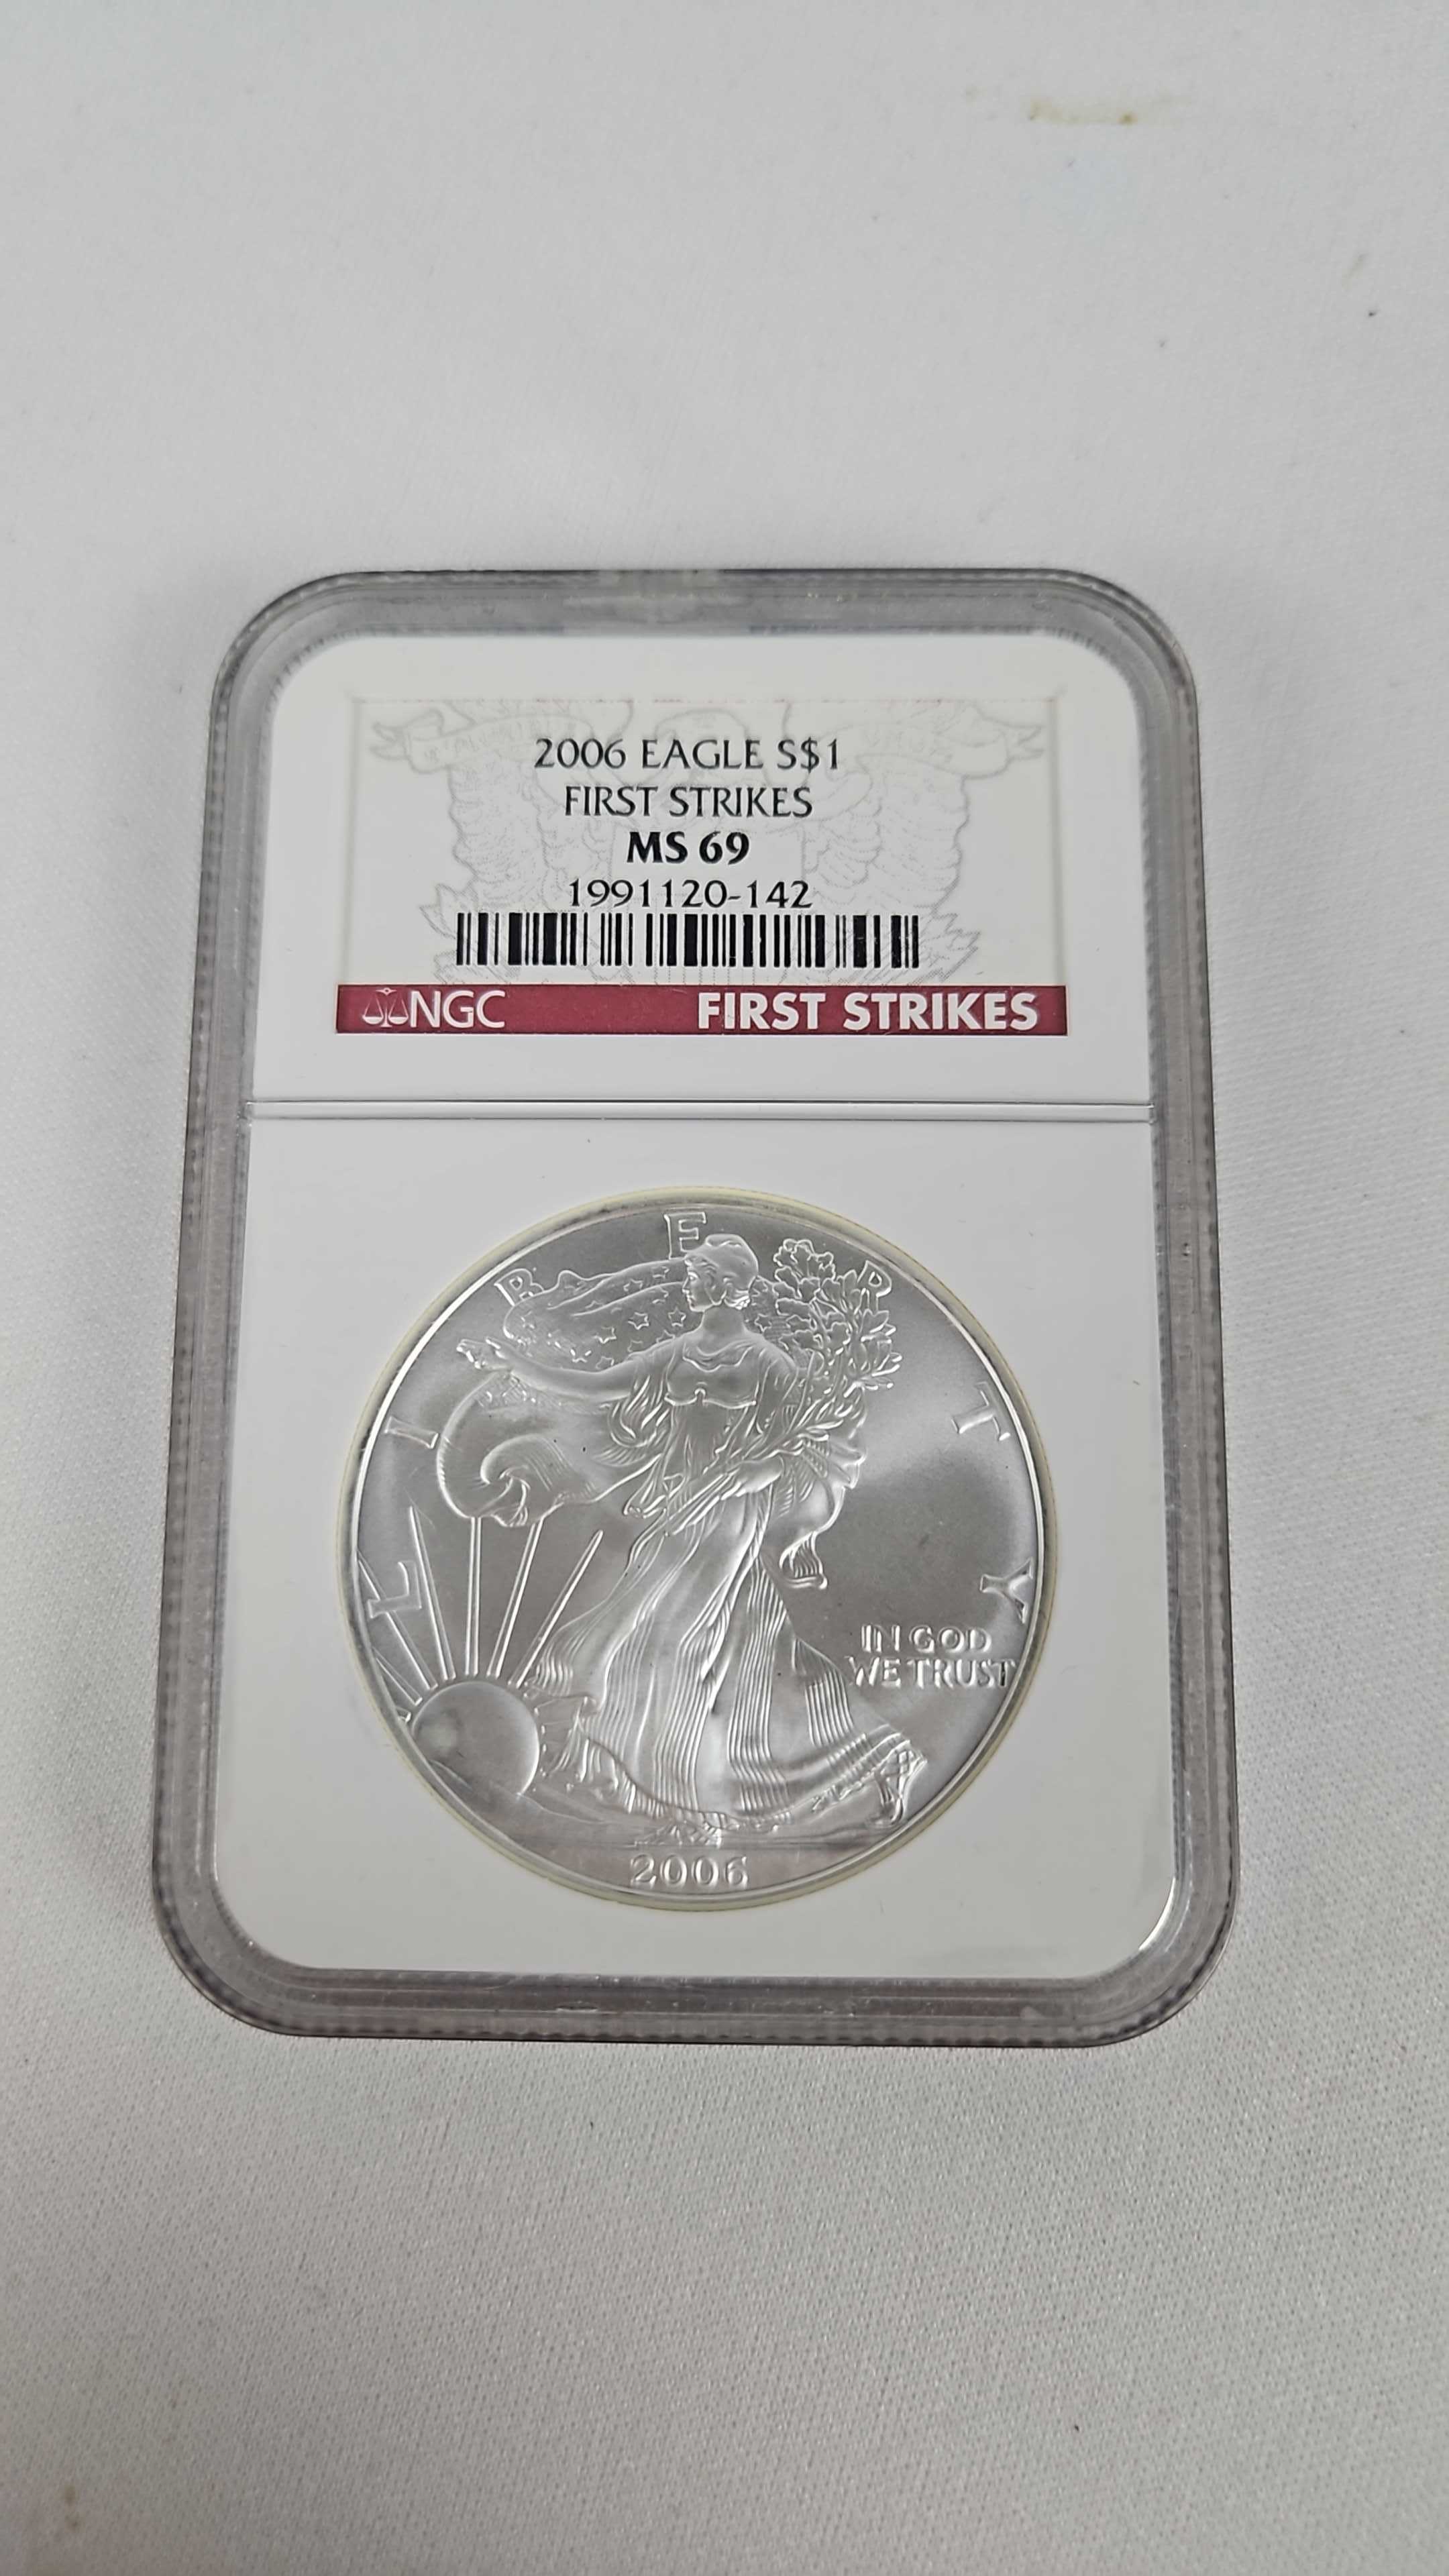 2006 EAGLE S$1
FIRST STRIKES
MS 69
1991120-142
NGC FIRST STRIKES
LIBERTY
IN GOD
WE TRUST
2006